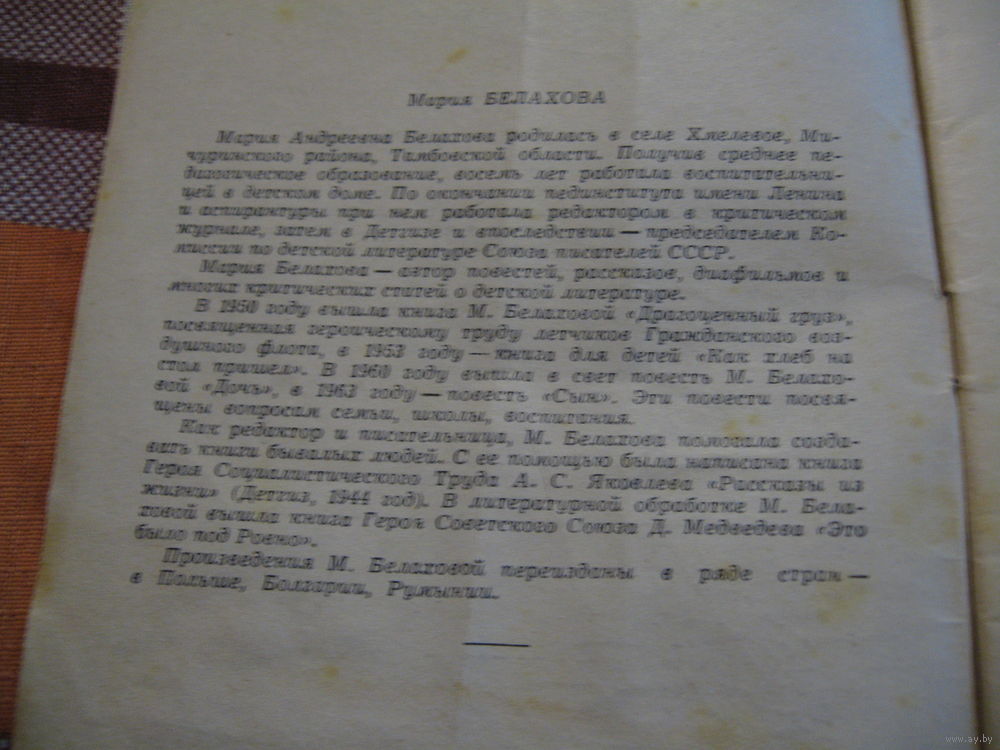 Мария БЕЛАХОВА
Мария Андреевна Белахова родилась в селе Хмелевое, Ми-
чуринского района, Тамбовской области. Получив среднее пе-
дагогическое образование, восемь лет работала воспитательни-
цей в детском доме. По окончании пединститута имени Ленина
и аспирантуры при нем работала редактором в критическом
журнале, затем в Детгизе и впоследствии — председателем Ко-
миссии по детской литературе Союза писателей СССР.
Мария Белахова — автор повестей, рассказов, диафильмов и
многих критических статей о детской литературе.
В 1950 году вышла книга М. Белаховой «Драгоценный груз»,
посвященная героическому труду летчиков Гражданского воз-
душного флота, в 1953 году — книга для детей «Как хлеб на
стол пришел». В 1960 году вышла в свет повесть М. Белахо-
вой «Дочь», в 1963 году — повесть «Сын». Эти повести посвя-
щены вопросам семьи, школы, воспитания.
Как редактор и писательница, М. Белахова помогала созда-
вать книги бывалых людей. С ее помощью была написана книга
Героя Социалистического Труда А. С. Яковлева «Рассказы из
жизни» (Детгиз, 1944 год). В литературной обработке М. Бела-
ховой вышла книга Героя Советского Союза Д. Медведева «Это
было под Ровно».
Произведения М. Белаховой переизданы в ряде стран —
в Польше, Болгарии, Румынии.
www.ay.by